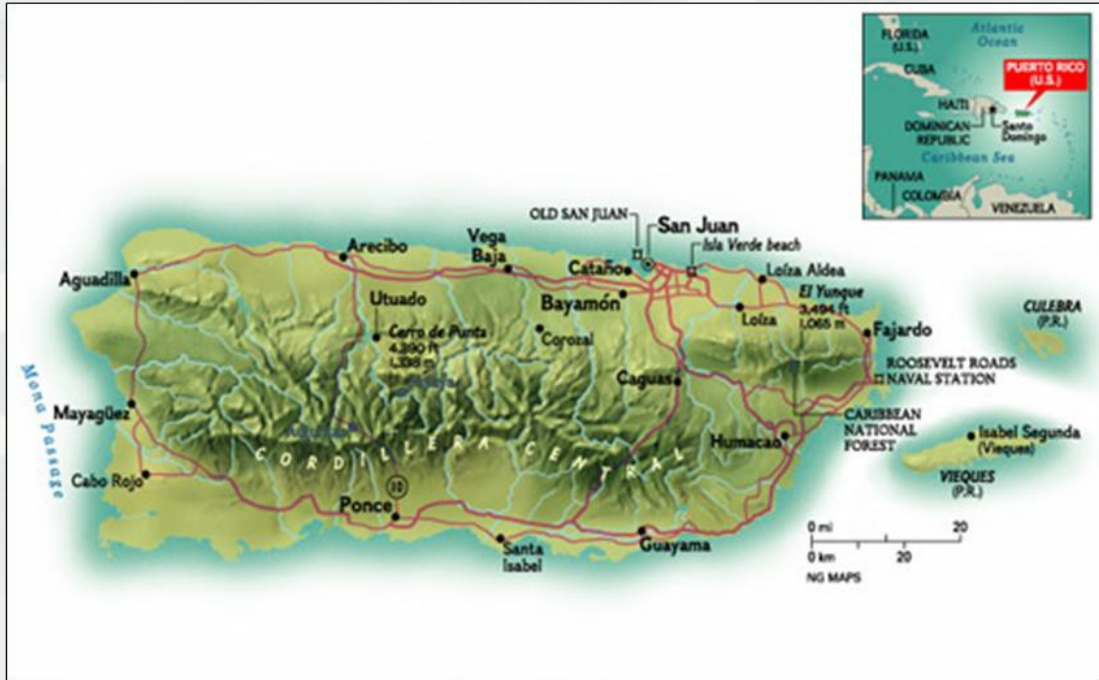 Atlantic
Ocean
FLORIDA
(U.S.)
CUBA
PUERTO RICO
(U.S.)
HAITI
DOMINICAN
REPUBLIC
Santo
Domingo
Caribbean Sea
PANAMA
COLOMBIA
VENEZUELA
OLD SAN JUAN
San Juan
Isla Verde beach
Arecibo
Vega
Baja
Cataño
Loíza Aldea
Aguadilla
Bayamón
El Yunque
3,494 ft
1,065 m
CULEBRA
(P.R.)
Utuado
Loíza
Cerro de Punta
4,390 ft
1,338 m
Corozal
Fajardo
ROOSEVELT ROADS
NAVAL STATION
Caguas
Mona Passage
Mayagüez
CARIBBEAN
NATIONAL
FOREST
Humacao
Isabel Segunda
(Vieques)
CORDILLERA CENTRAL
VIEQUES
(P.R.)
Cabo Rojo
10
Ponce
Santa
Isabel
Guayama
0 mi 20
0 km 20
NG MAPS